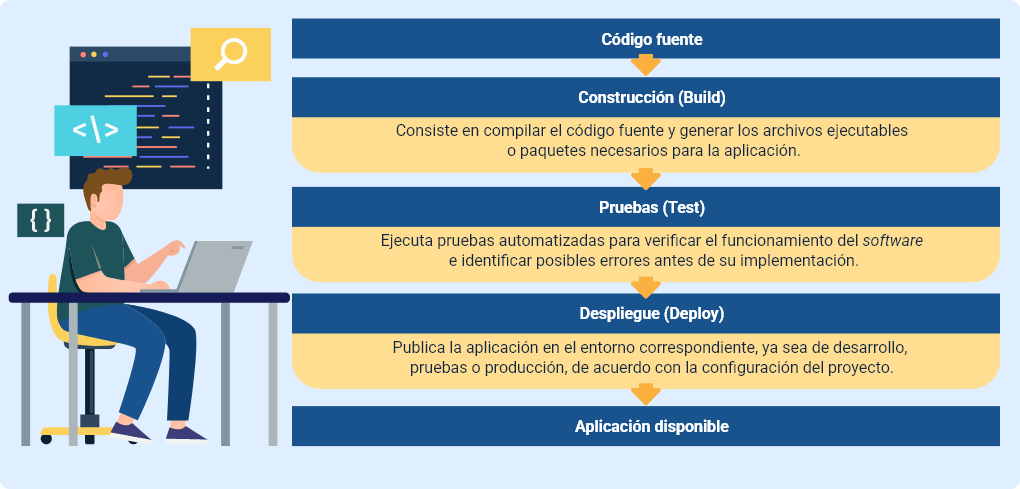 Código fuente
Construcción (Build)
Consiste en compilar el código fuente y generar los archivos ejecutables
o paquetes necesarios para la aplicación.
Pruebas (Test)
Ejecuta pruebas automatizadas para verificar el funcionamiento del software
e identificar posibles errores antes de su implementación.
Despliegue (Deploy)
Publica la aplicación en el entorno correspondiente, ya sea de desarrollo,
pruebas o producción, de acuerdo con la configuración del proyecto.
Aplicación disponible
</>
{ }